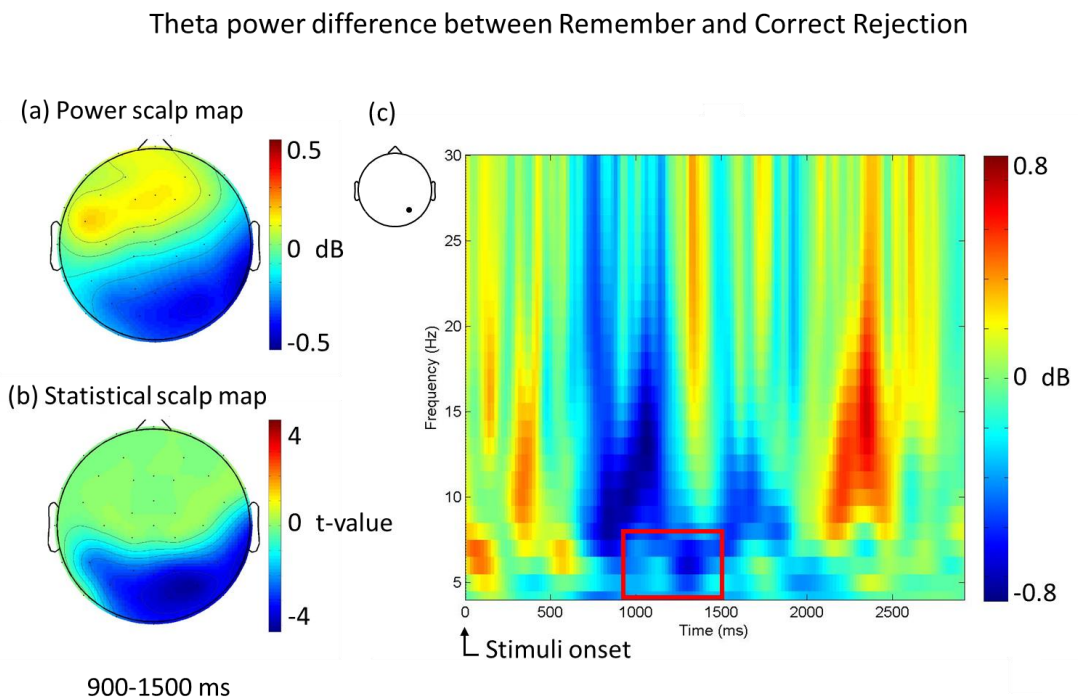 Theta power difference between Remember and Correct Rejection
(a) Power scalp map
0.5
0 dB
-0.5
(b) Statistical scalp map
4
0 t-value
-4
900-1500 ms
(c)
30
25
20
15
10
5
Frequency (Hz)
0 500 1000 1500 2000 2500
Time (ms)
Stimuli onset
0.8
0 dB
-0.8